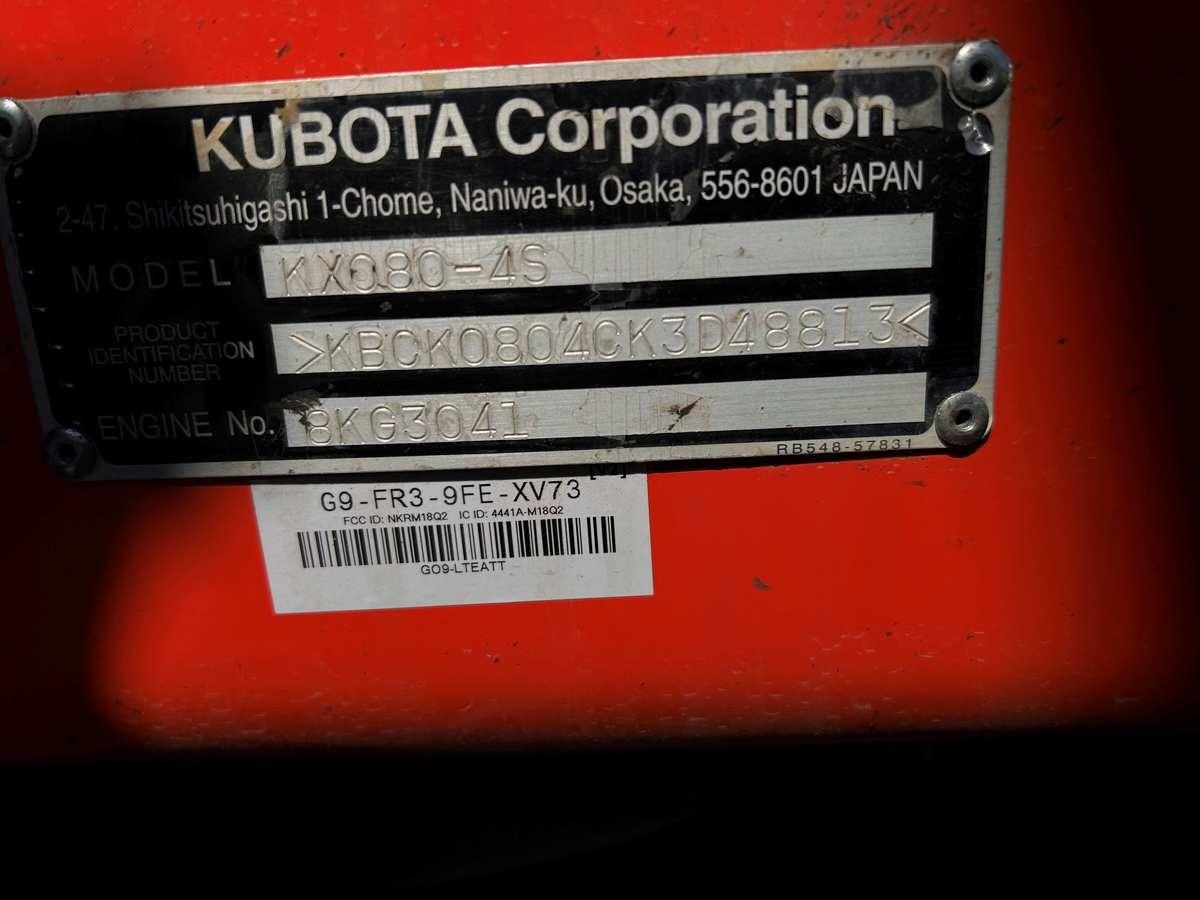 KUBOTA Corporation
2-47, Shikitsuhigashi 1-Chome, Naniwa-ku, Osaka, 556-8601 JAPAN
MODEL KX080-4S
PRODUCT
IDENTIFICATION
NUMBER
>KBCK0804CK3D48813<
ENGINE No. 8KG3041
RB548-57831
[V2]
G9-FR3-9FE-XV73
FCC ID: NKRM18Q2 IC ID: 4441A-M18Q2
GO9-LTEATT